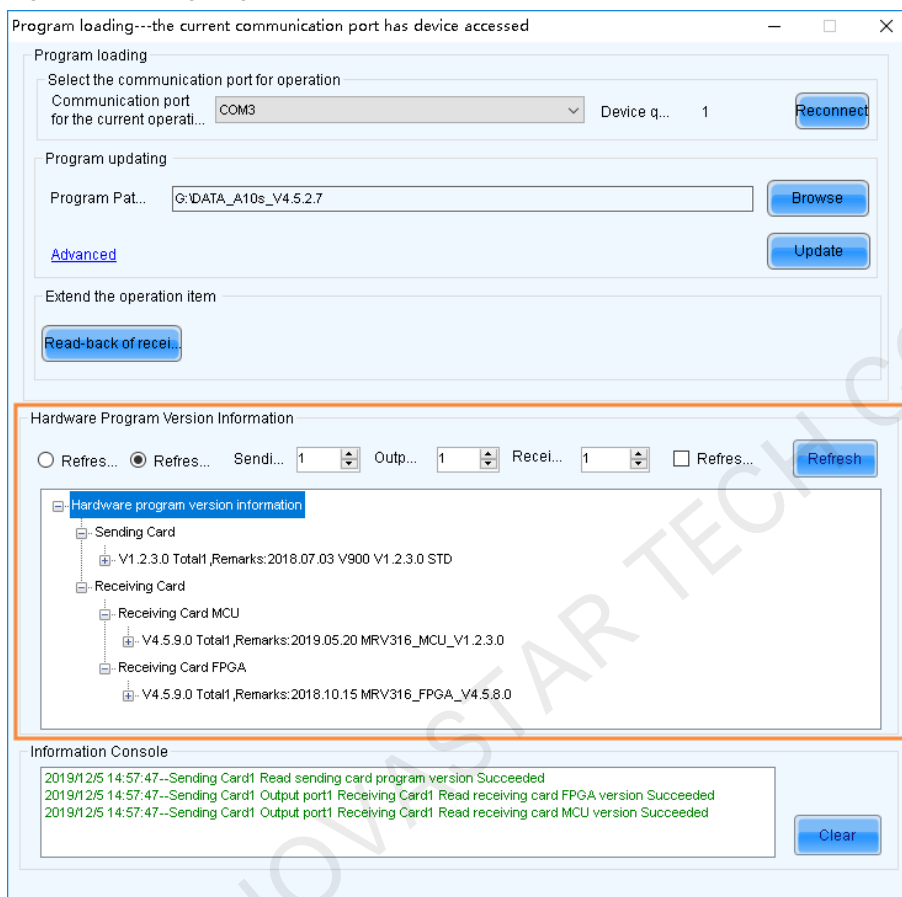 Program loading---the current communication port has device accessed
Program loading
Select the communication port for operation
Communication port
for the current operati...
COM3
Device q... 1
Reconnect
Program updating
Program Pat... G:\DATA_A10s_V4.5.2.7
Browse
Advanced
Update
Extend the operation item
Read-back of recei...
Hardware Program Version Information
Refres... Refres... Sendi... 1 Outp... 1 Recei... 1 Refres... Refresh
Hardware program version information
Sending Card
V1.2.3.0 Total1 ,Remarks:2018.07.03 V900 V1.2.3.0 STD
Receiving Card
Receiving Card MCU
V4.5.9.0 Total1 ,Remarks:2019.05.20 MRV316_MCU_V1.2.3.0
Receiving Card FPGA
V4.5.9.0 Total1 ,Remarks:2018.10.15 MRV316_FPGA_V4.5.8.0
Information Console
2019/12/5 14:57:47--Sending Card1 Read sending card program version Succeeded
2019/12/5 14:57:47--Sending Card1 Output port1 Receiving Card1 Read receiving card FPGA version Succeeded
2019/12/5 14:57:47--Sending Card1 Output port1 Receiving Card1 Read receiving card MCU version Succeeded
Clear
NOVASTAR TECH C